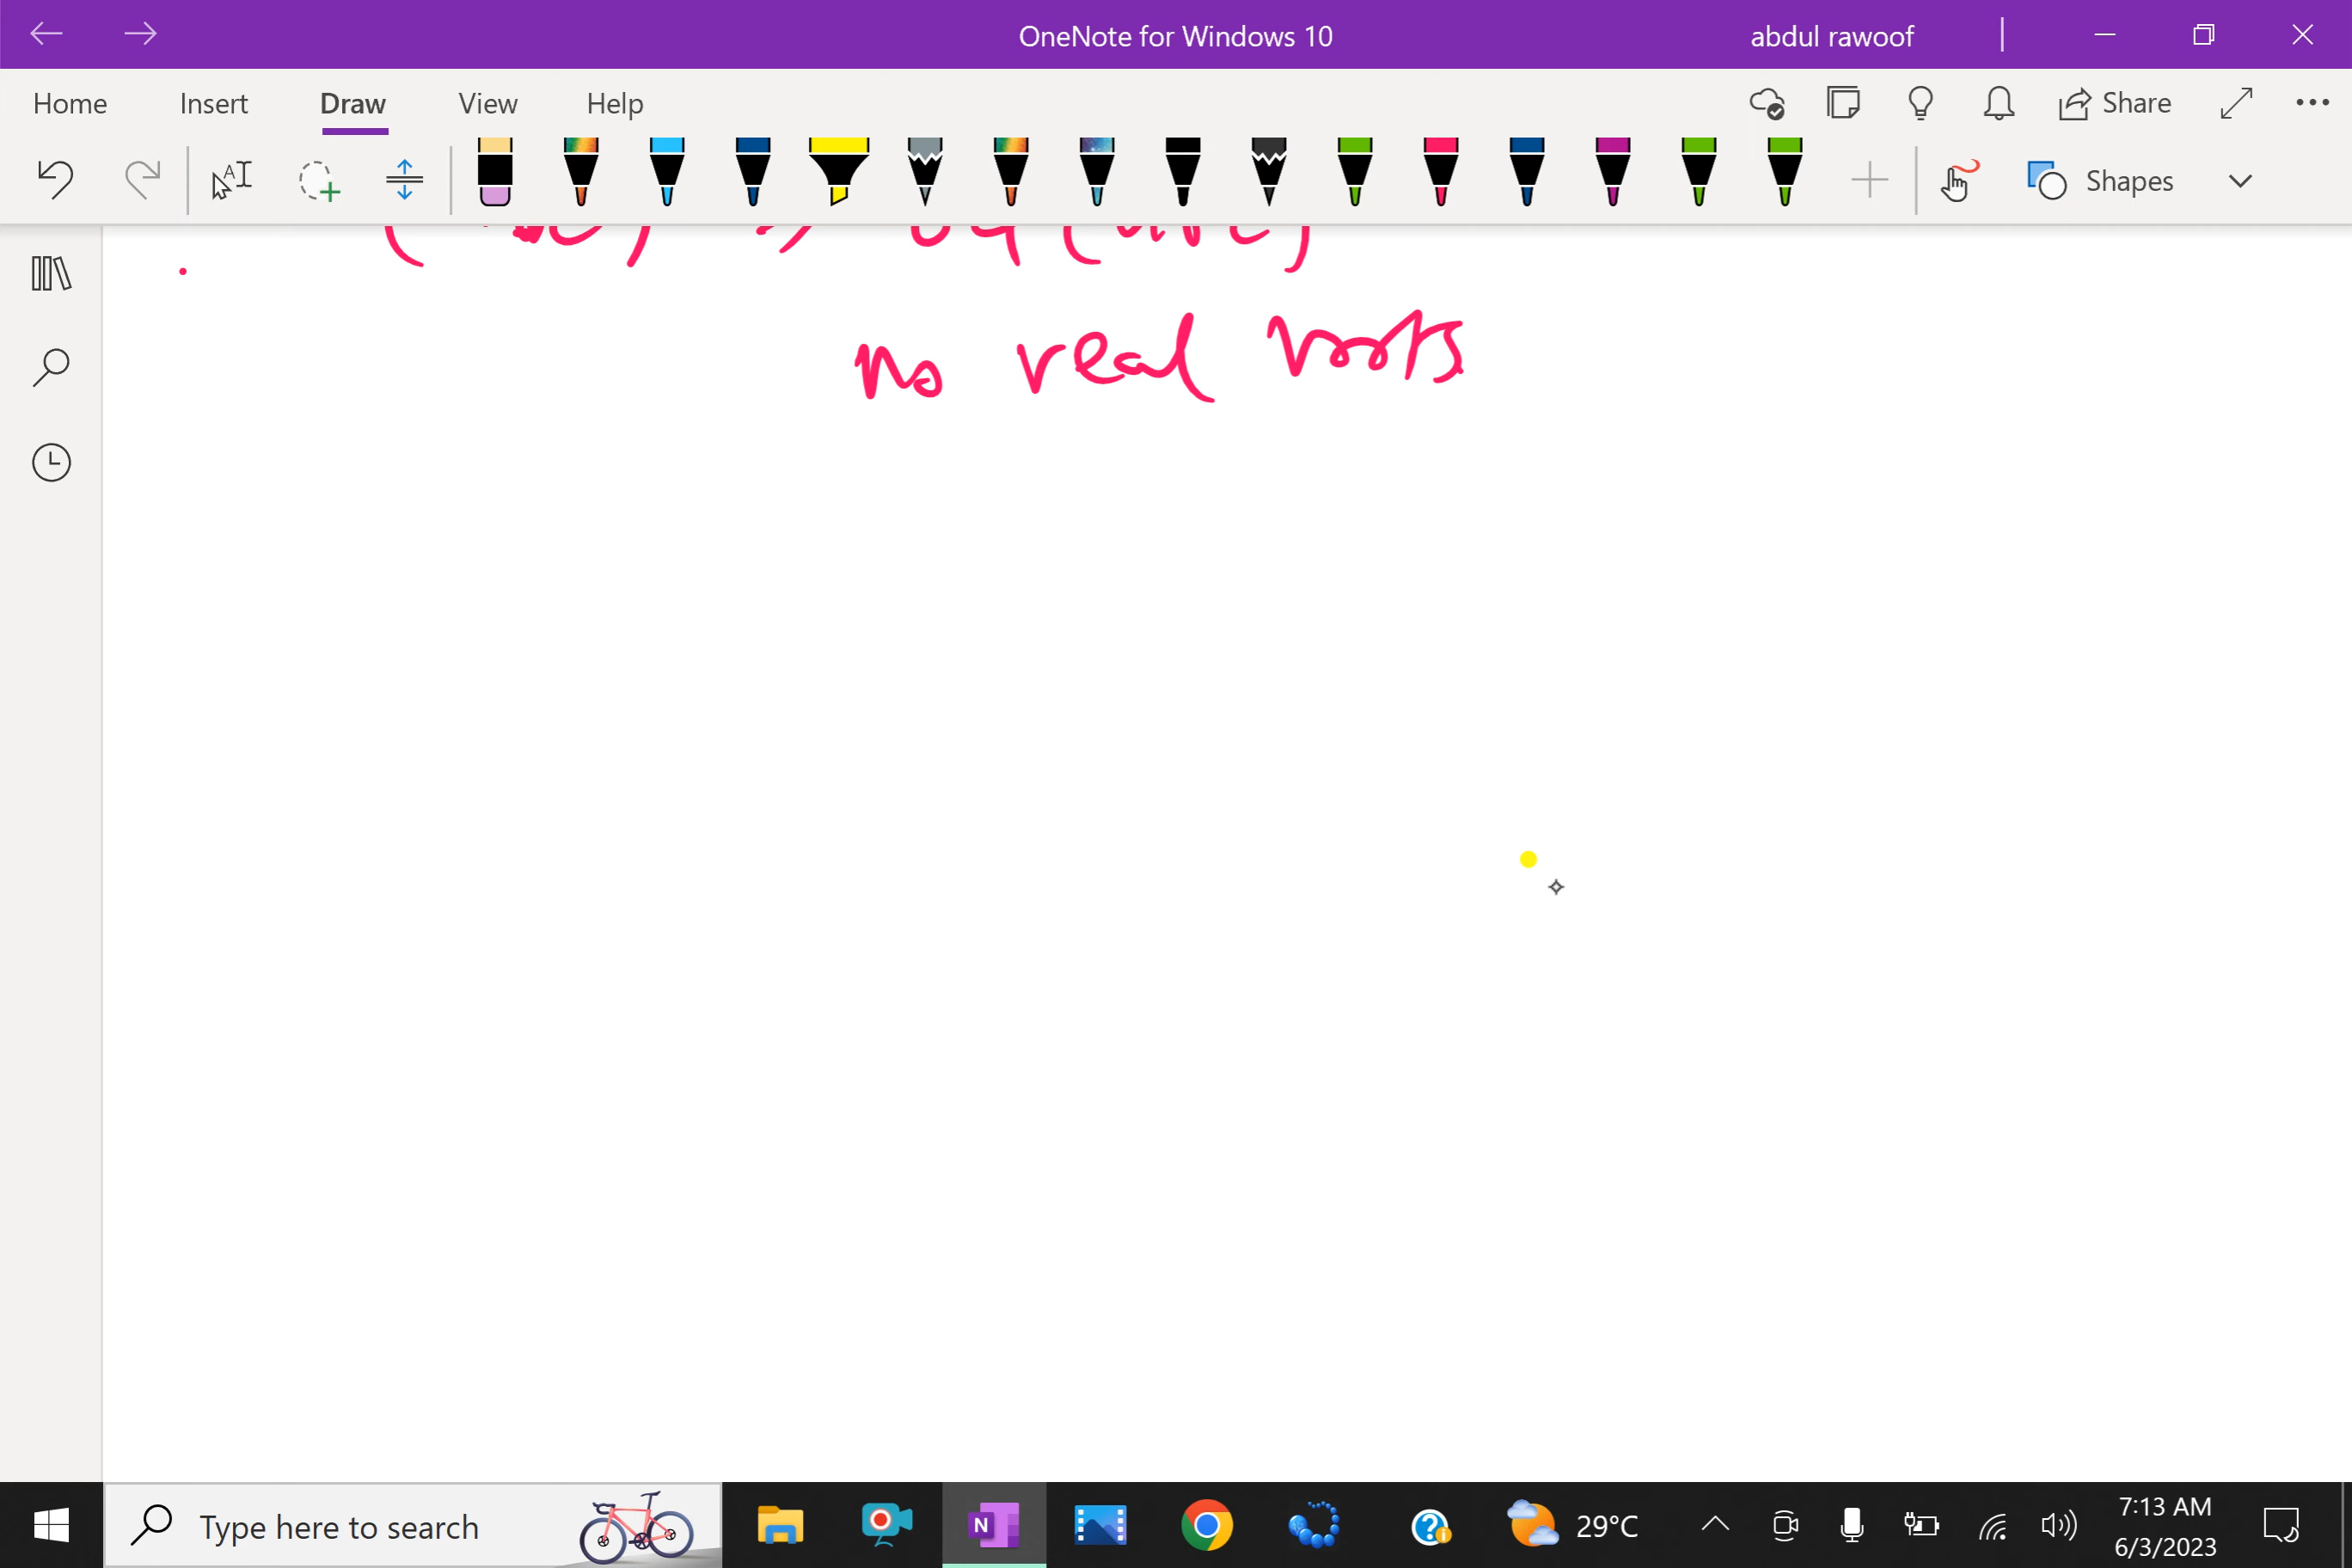 OneNote for Windows 10
abdul rawoof
Home Insert Draw View Help
Share
Shapes
no real roots
Type here to search
N
29°C
7:13 AM
6/3/2023